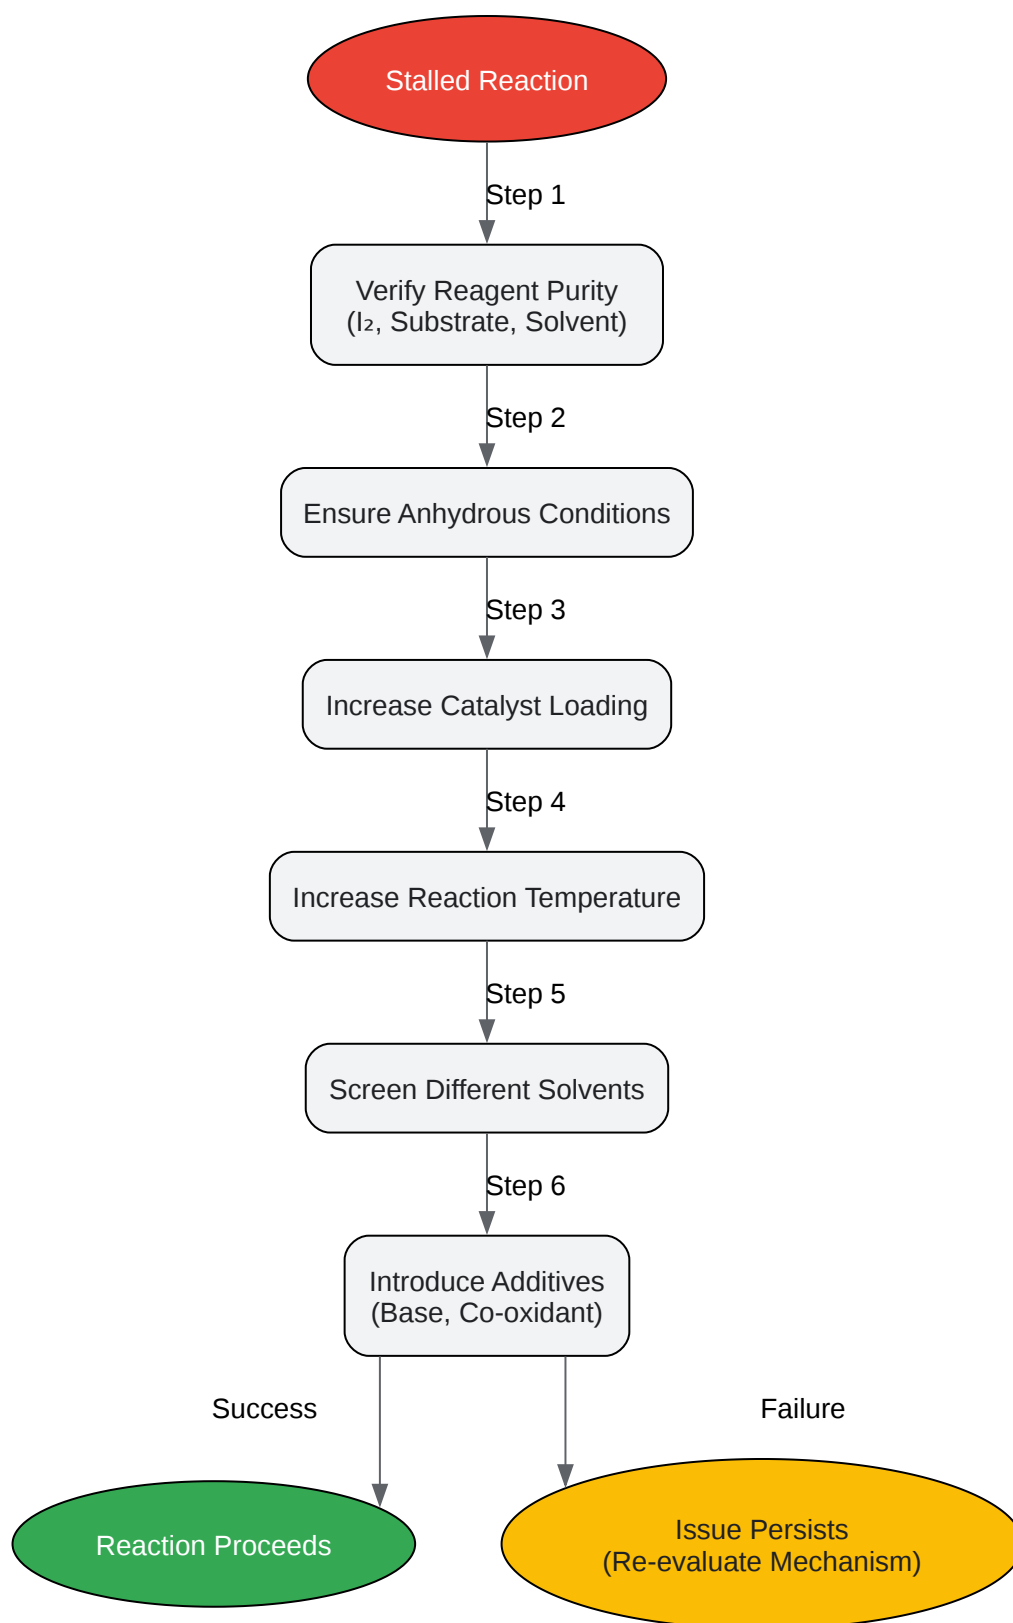 Stalled Reaction
Step 1
Verify Reagent Purity
(I₂, Substrate, Solvent)
Step 2
Ensure Anhydrous Conditions
Step 3
Increase Catalyst Loading
Step 4
Increase Reaction Temperature
Step 5
Screen Different Solvents
Step 6
Introduce Additives
(Base, Co-oxidant)
Success
Failure
Reaction Proceeds
Issue Persists
(Re-evaluate Mechanism)